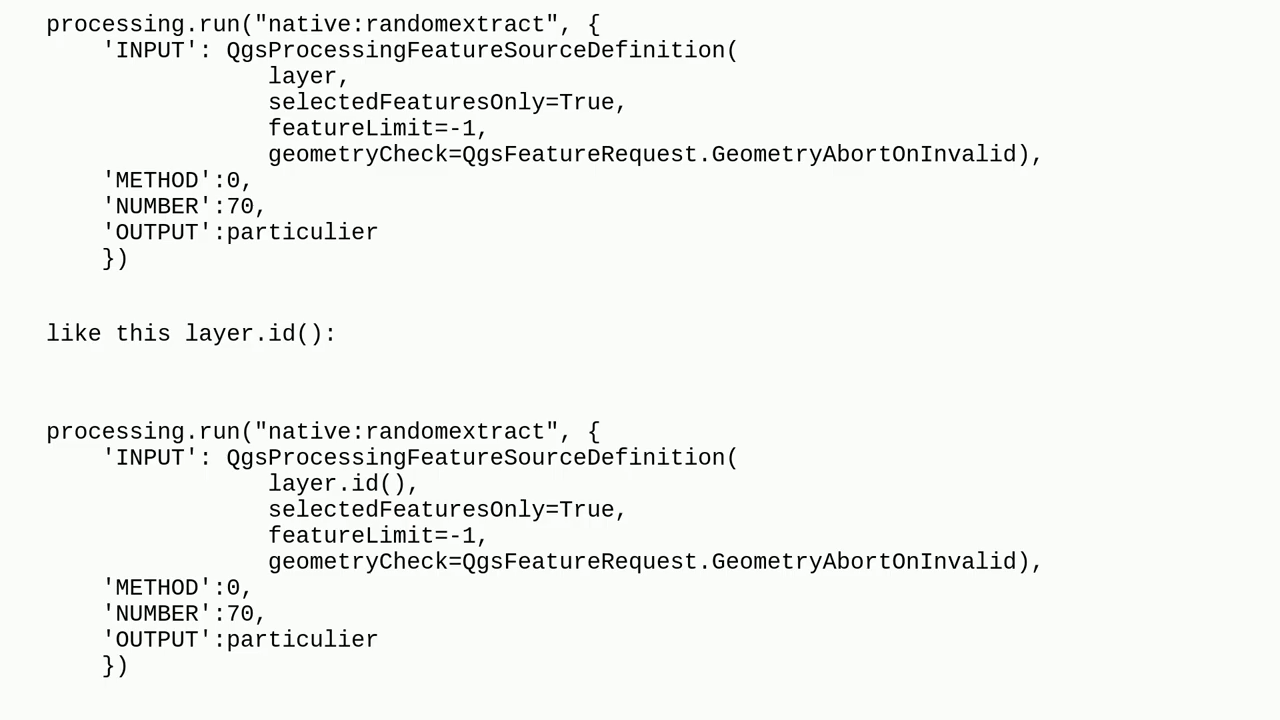 processing.run("native:randomextract", {
    'INPUT': QgsProcessingFeatureSourceDefinition(
                layer,
                selectedFeaturesOnly=True,
                featureLimit=-1,
                geometryCheck=QgsFeatureRequest.GeometryAbortOnInvalid),
    'METHOD':0,
    'NUMBER':70,
    'OUTPUT':particulier
    })
like this layer.id():
processing.run("native:randomextract", {
    'INPUT': QgsProcessingFeatureSourceDefinition(
                layer.id(),
                selectedFeaturesOnly=True,
                featureLimit=-1,
                geometryCheck=QgsFeatureRequest.GeometryAbortOnInvalid),
    'METHOD':0,
    'NUMBER':70,
    'OUTPUT':particulier
    })